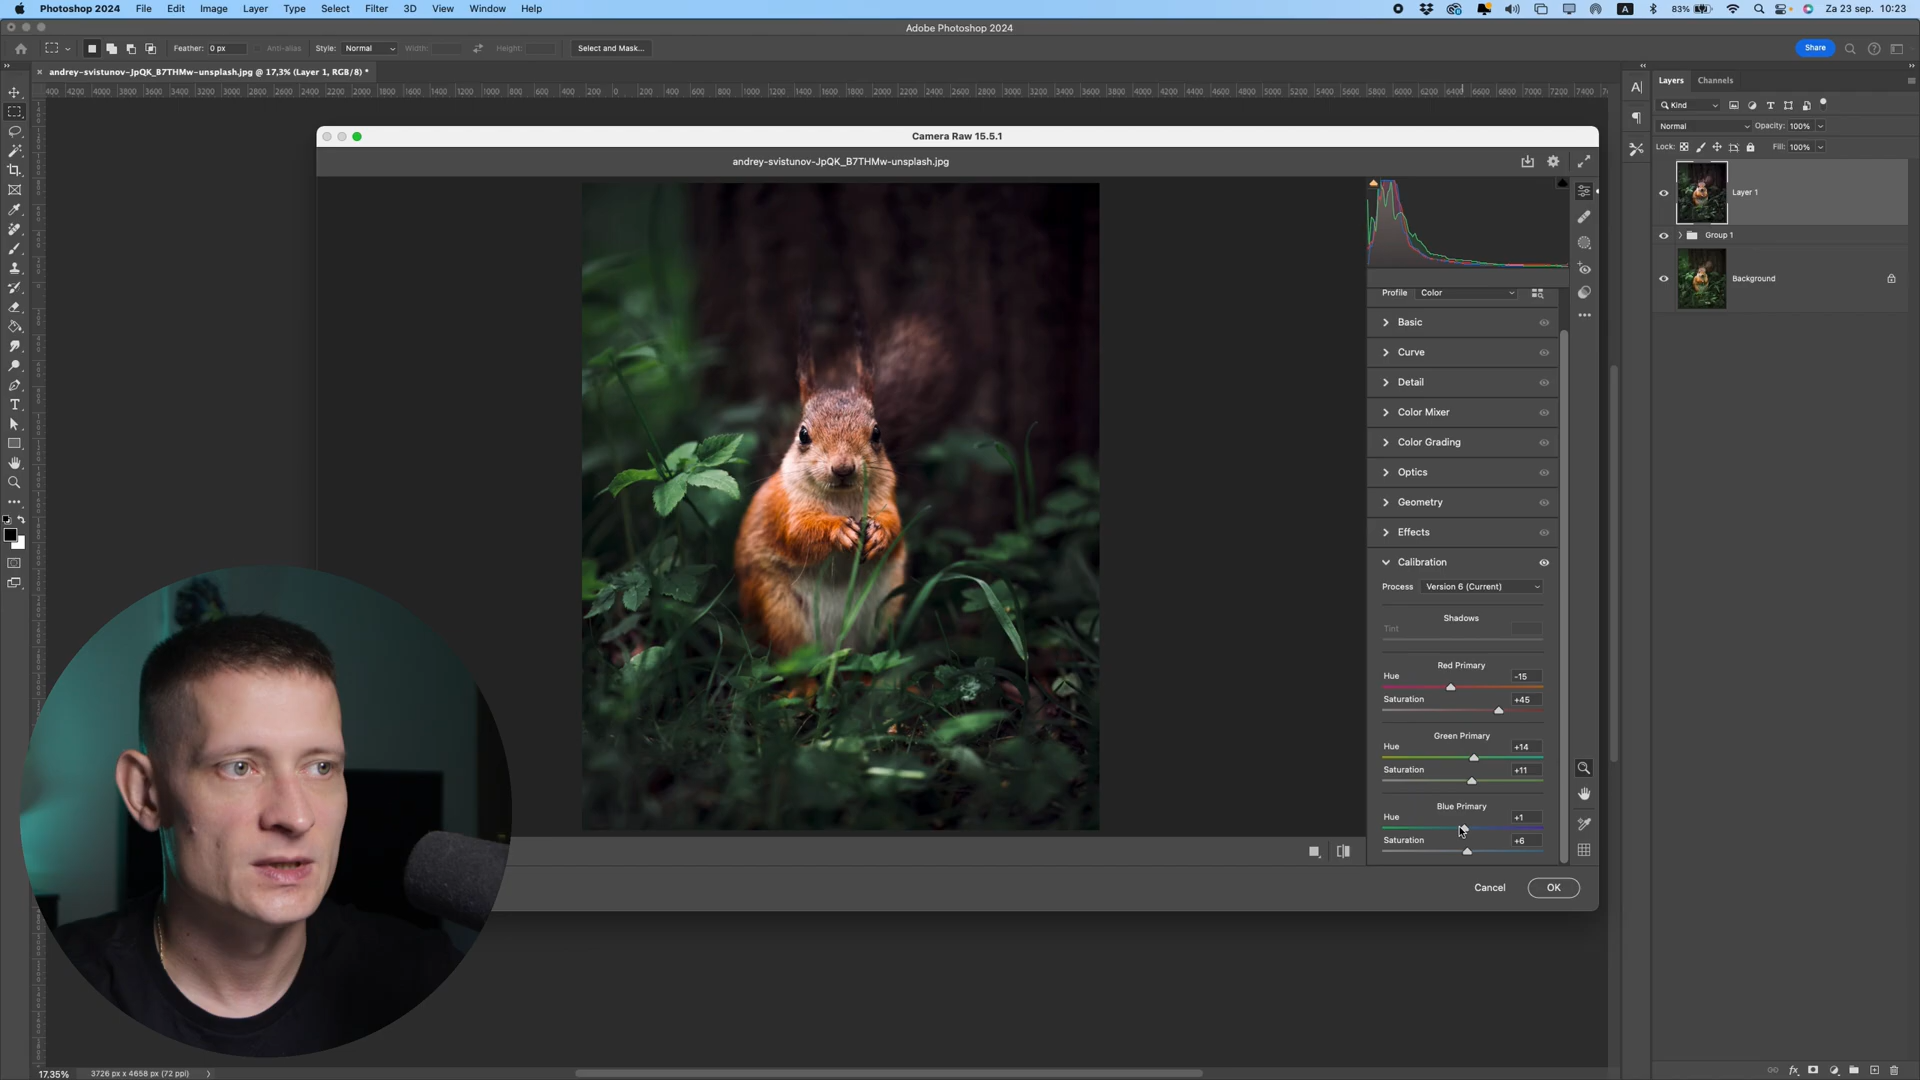 Photoshop 2024 File Edit Image Layer Type Select Filter 3D View Window Help A 83% Za 23 sep. 10:23
Adobe Photoshop 2024
Feather: 0 px Anti-alias Style: Normal Width: Height: Select and Mask... Share
andrey-svistunov-JpQK_B7THMw-unsplash.jpg @ 17,3% (Layer 1, RGB/8) *
Camera Raw 15.5.1
andrey-svistunov-JpQK_B7THMw-unsplash.jpg
Profile Color
Basic
Curve
Detail
Color Mixer
Color Grading
Optics
Geometry
Effects
Calibration
Process Version 6 (Current)
Shadows
Tint
Red Primary
Hue -15
Saturation +45
Green Primary
Hue +14
Saturation +11
Blue Primary
Hue +1
Saturation +6
Cancel OK
Layers Channels
Kind
Normal Opacity: 100%
Lock: Fill: 100%
Layer 1
Group 1
Background
17.35% 3726 px x 4658 px (72 ppi)